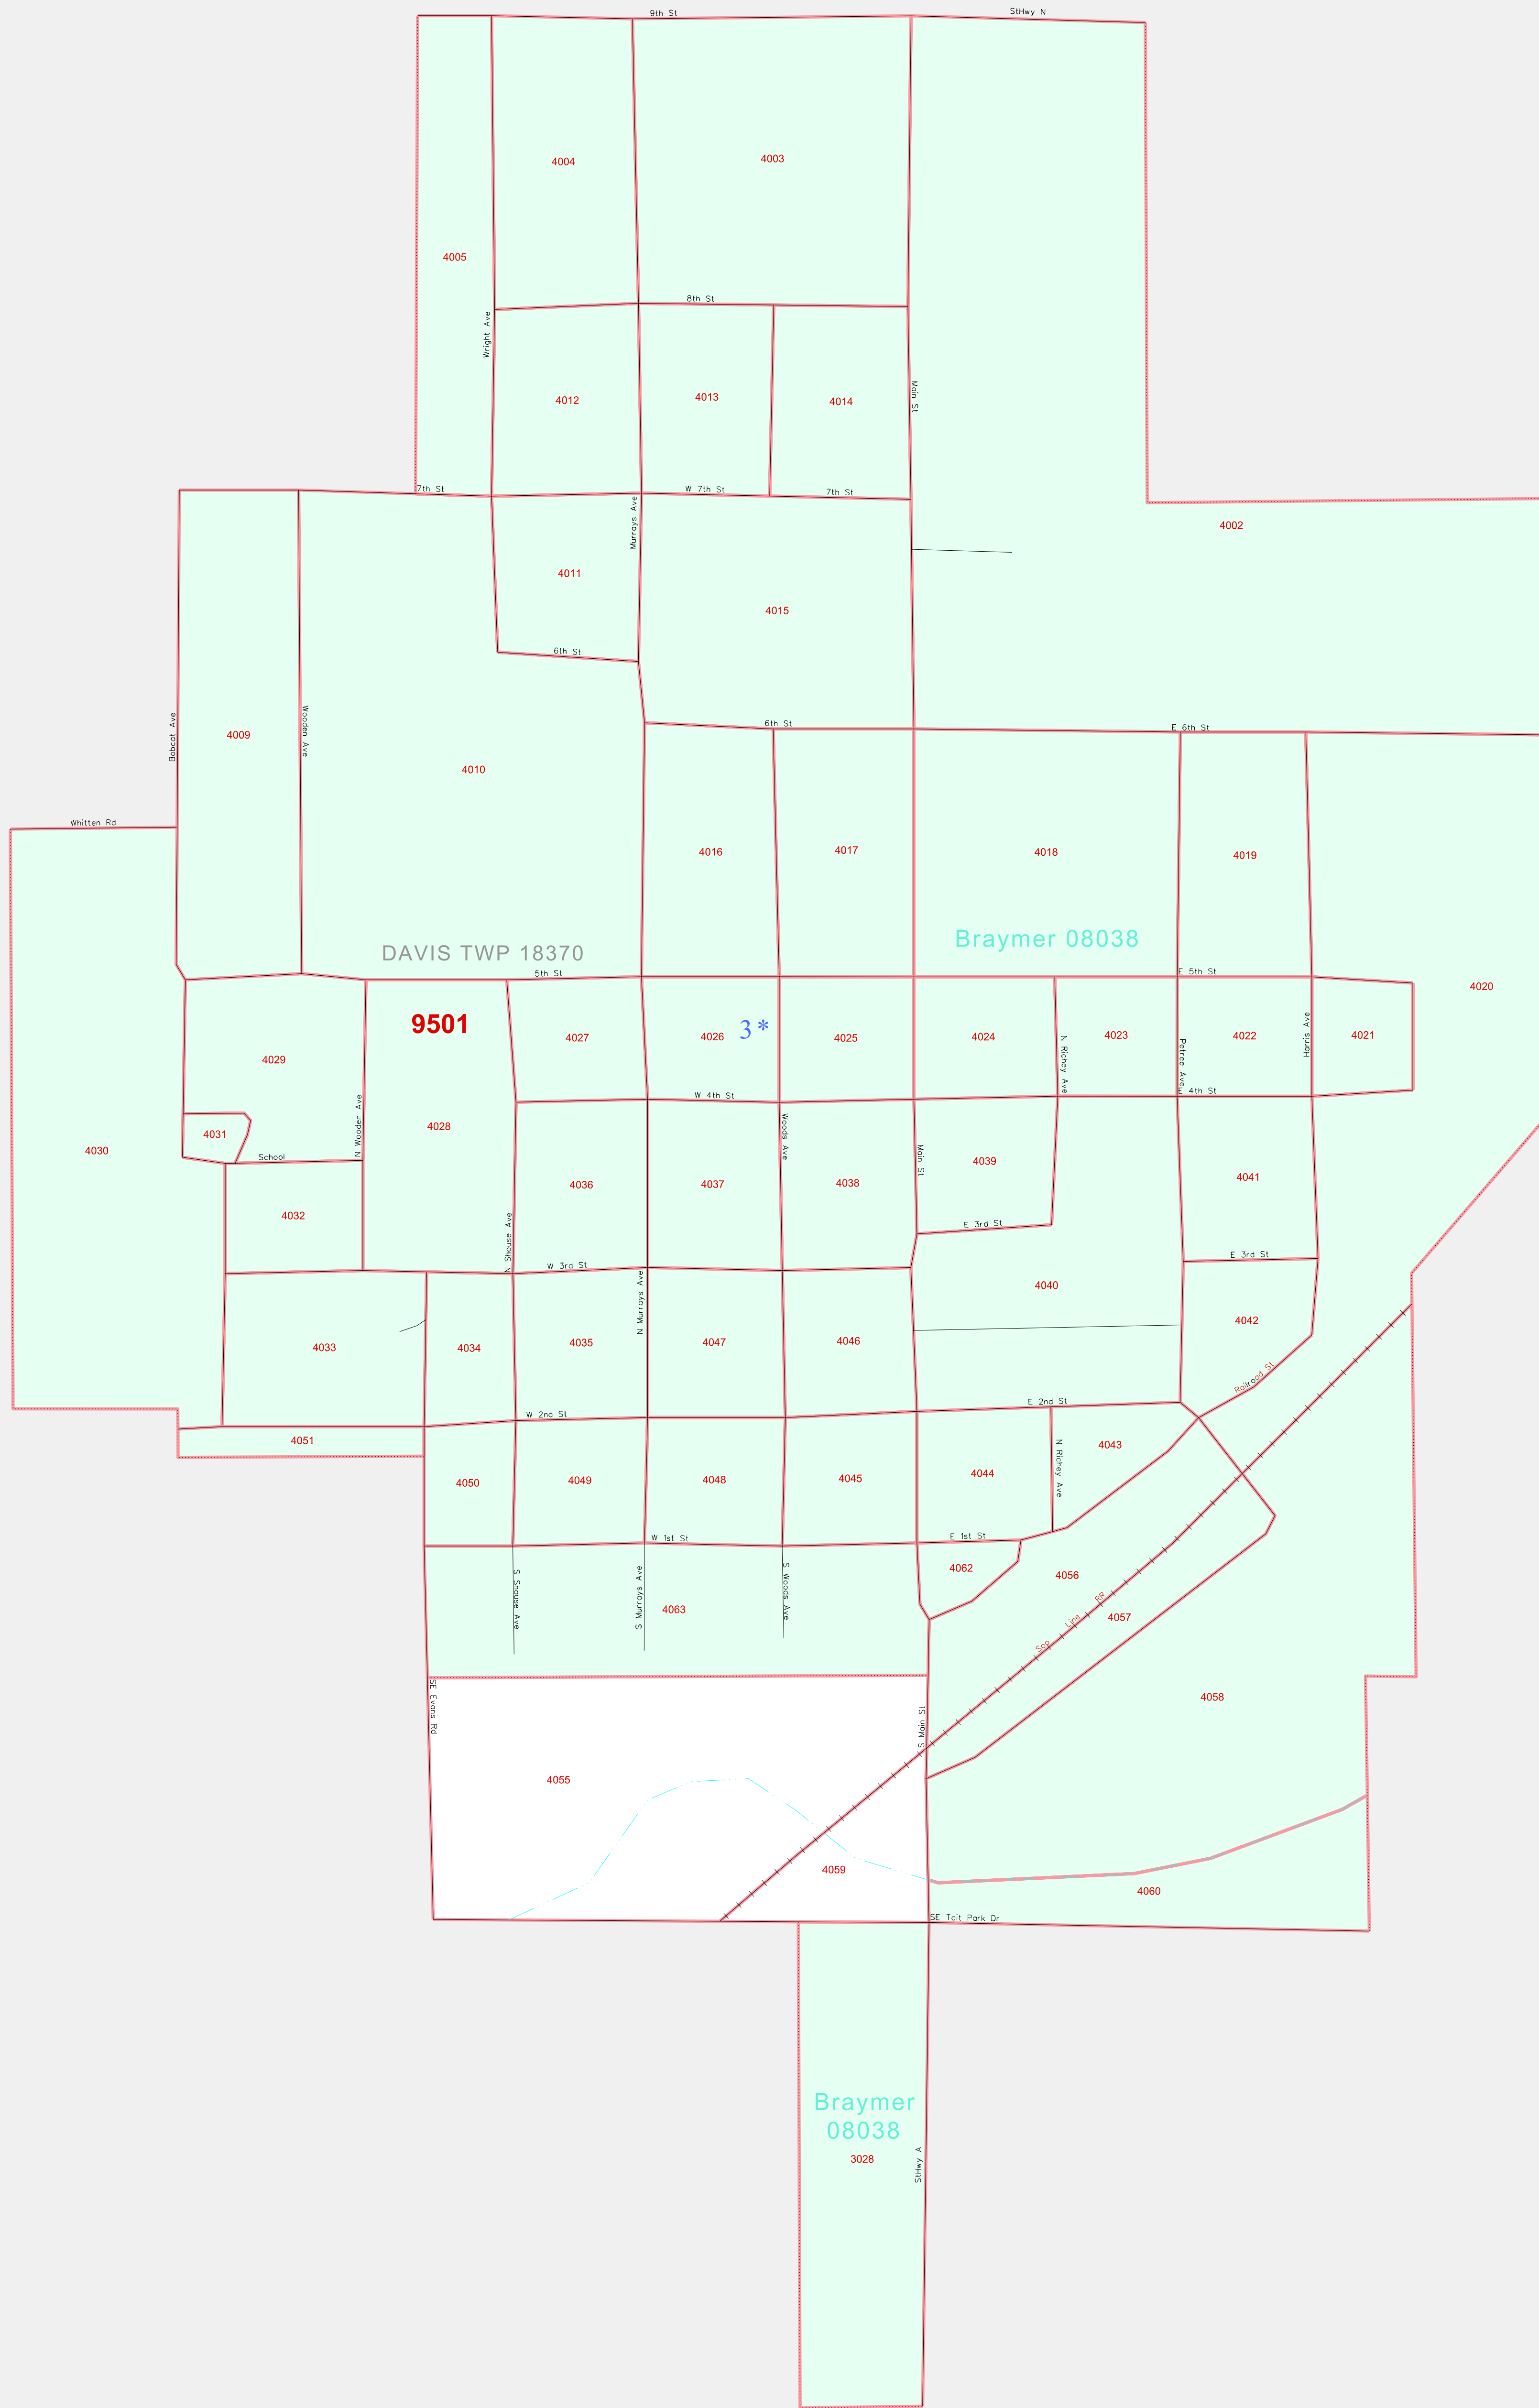 9th St
StHwy N
4004
4003
4005
8th St
Wright Ave
4012
4013
4014
Main St
7th St
W 7th St
7th St
Murrays Ave
4002
4011
4015
6th St
Bobcat Ave
Wooden Ave
6th St
E 6th St
4009
4010
Whitten Rd
4016
4017
4018
4019
DAVIS TWP 18370
Braymer 08038
5th St
E 5th St
4020
9501
3*
4027
4026
4025
4024
N Richey Ave
4023
Petree Ave
4022
Harris Ave
4021
4029
W 4th St
E 4th St
N Wooden Ave
4028
4031
4030
School
Woods Ave
Main St
4039
4032
4036
4037
4038
4041
N Shouse Ave
E 3rd St
E 3rd St
W 3rd St
N Murrays Ave
4040
4033
4034
4035
4047
4046
4042
Railroad St
W 2nd St
E 2nd St
4051
4050
4049
4048
4045
4044
N Richey Ave
4043
W 1st St
E 1st St
4062
4056
S Shouse Ave
S Murrays Ave
S Woods Ave
4063
Soo Line RR
4057
SE Evans Rd
S Main St
4058
4055
4059
4060
SE Tait Park Dr
Braymer
08038
StHwy A
3028